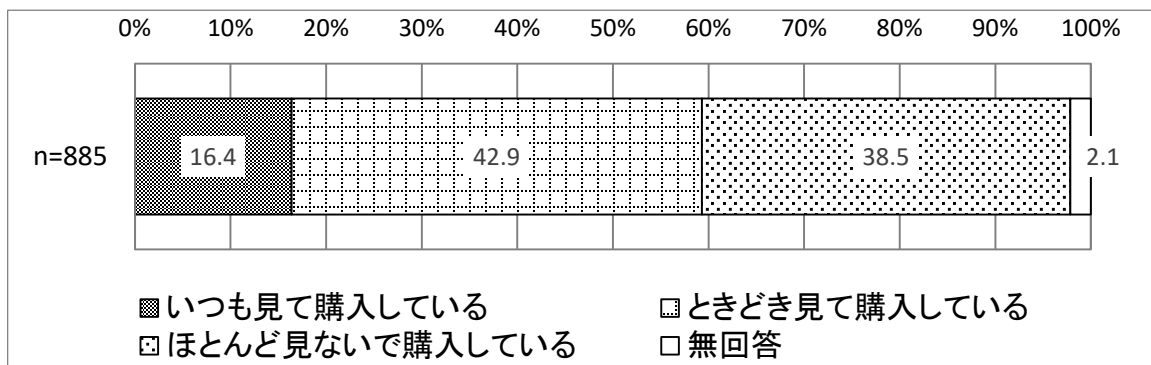 0% 10% 20% 30% 40% 50% 60% 70% 80% 90% 100%
n=885 16.4 42.9 38.5 2.1
いつも見て購入している ときどき見て購入している
ほとんど見ないで購入している 無回答